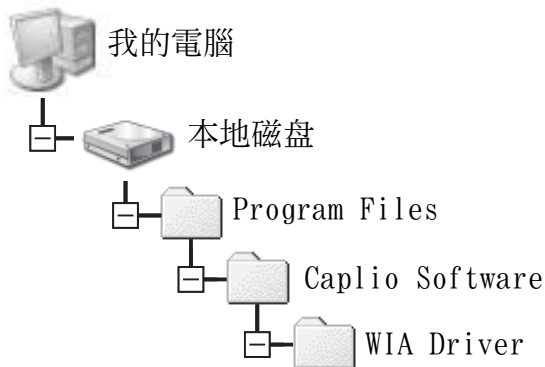 我的電腦
本地磁盘
Program Files
Caplio Software
WIA Driver